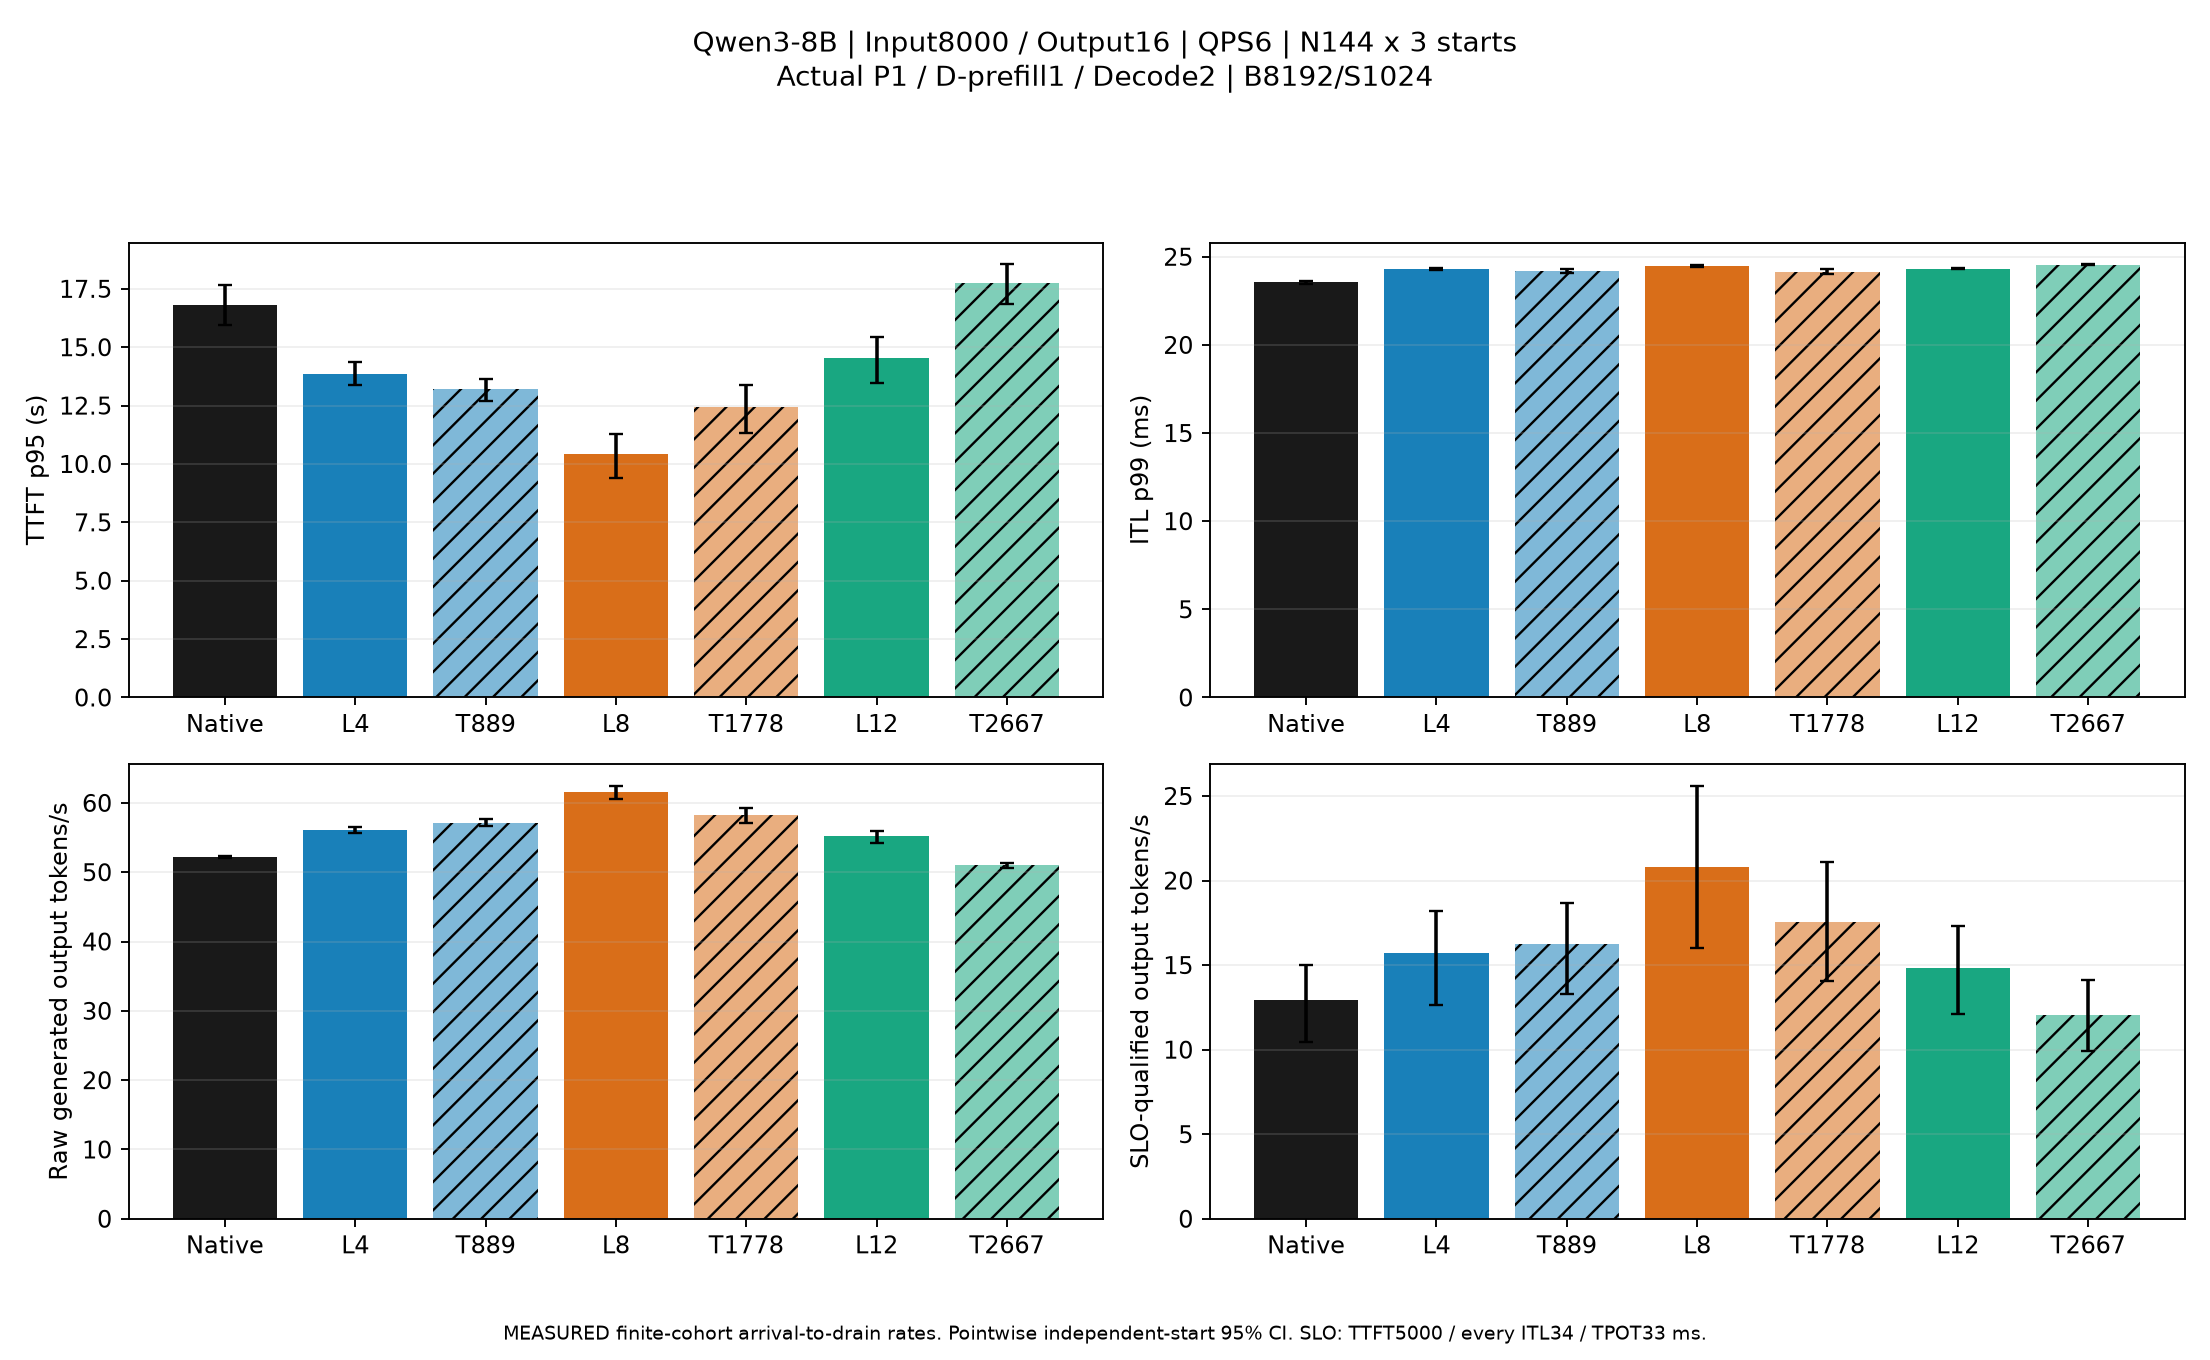 Qwen3-8B | Input8000 / Output16 | QPS6 | N144 x 3 starts
Actual P1 / D-prefill1 / Decode2 | B8192/S1024
TTFT p95 (s)
17.5
15.0
12.5
10.0
7.5
5.0
2.5
0.0
Native L4 T889 L8 T1778 L12 T2667
ITL p99 (ms)
25
20
15
10
5
0
Native L4 T889 L8 T1778 L12 T2667
Raw generated output tokens/s
60
50
40
30
20
10
0
Native L4 T889 L8 T1778 L12 T2667
SLO-qualified output tokens/s
25
20
15
10
5
0
Native L4 T889 L8 T1778 L12 T2667
MEASURED finite-cohort arrival-to-drain rates. Pointwise independent-start 95% CI. SLO: TTFT5000 / every ITL34 / TPOT33 ms.